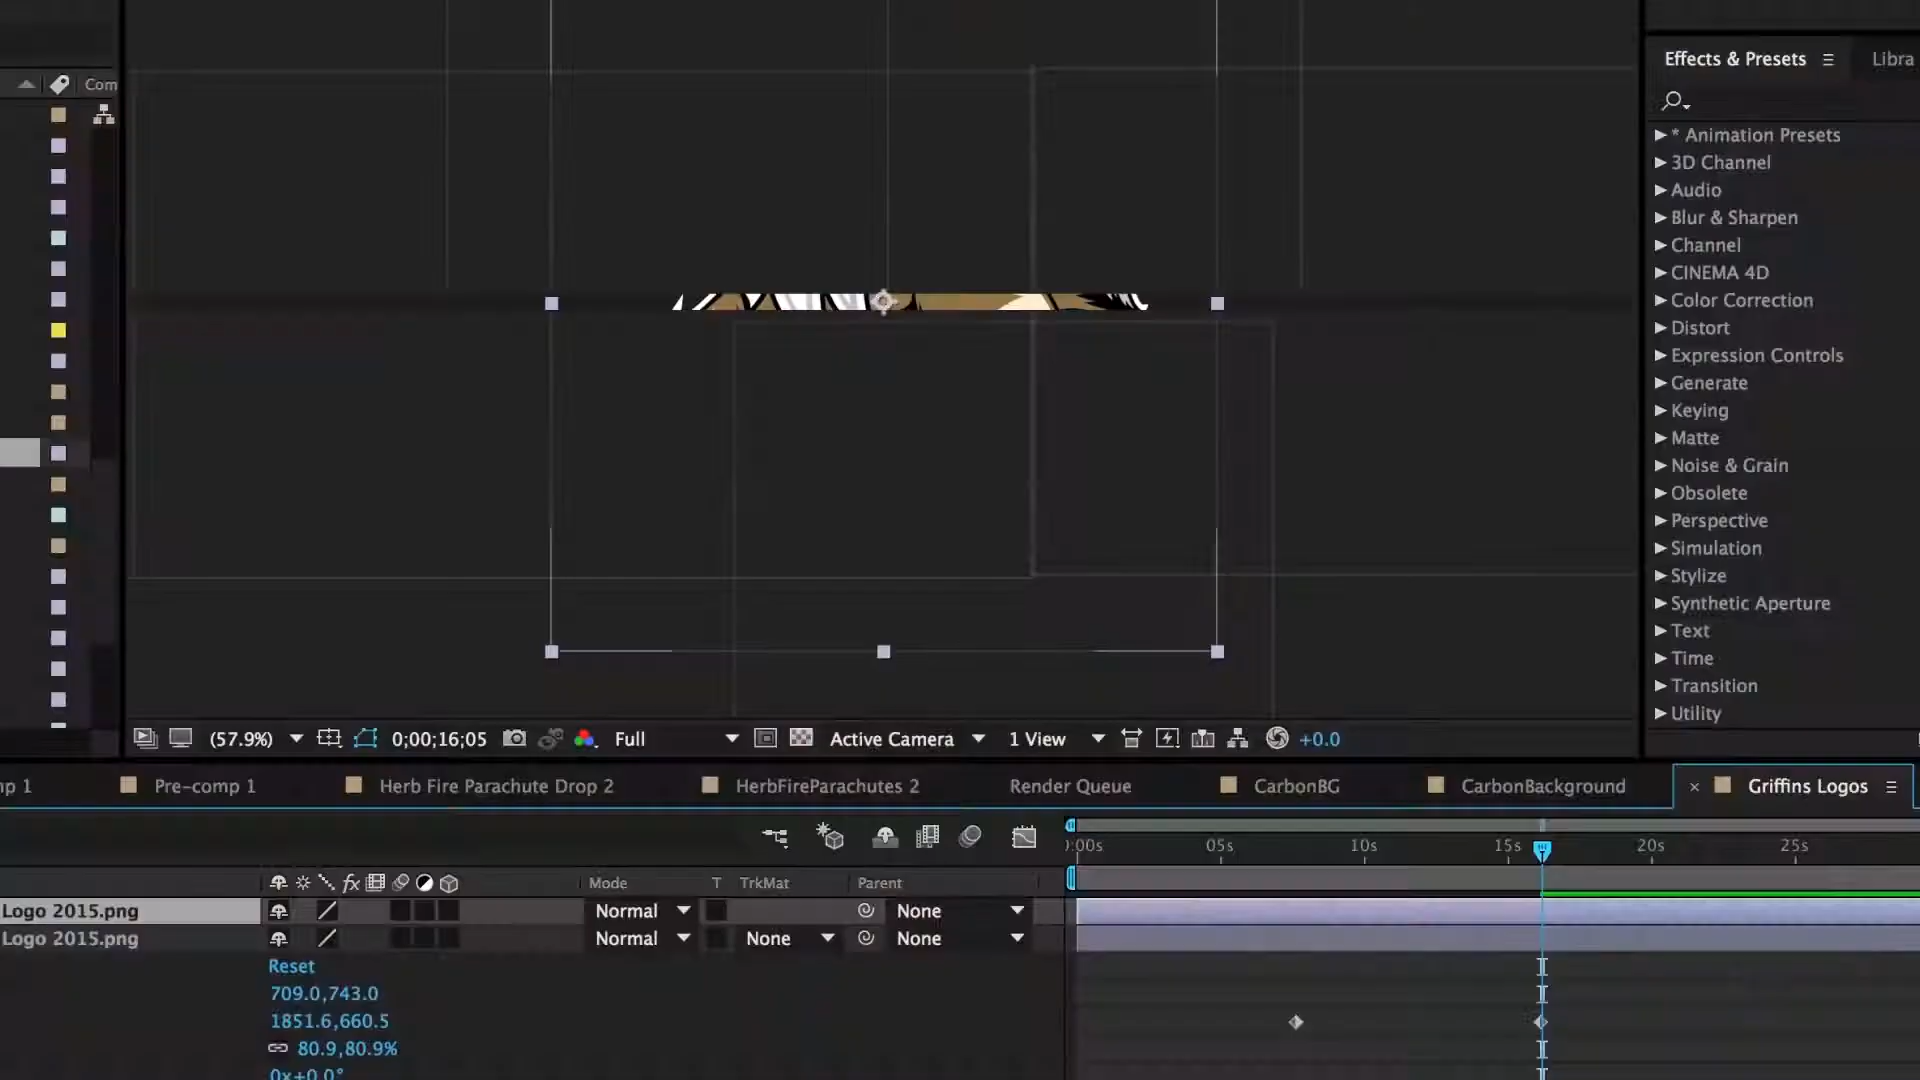 Effects & Presets
Libra
Com
* Animation Presets
3D Channel
Audio
Blur & Sharpen
Channel
CINEMA 4D
Color Correction
Distort
Expression Controls
Generate
Keying
Matte
Noise & Grain
Obsolete
Perspective
Simulation
Stylize
Synthetic Aperture
Text
Time
Transition
Utility
(57.9%) 0;00;16;05 Full Active Camera 1 View +0.0
np 1 Pre-comp 1 Herb Fire Parachute Drop 2 HerbFireParachutes 2 Render Queue CarbonBG CarbonBackground × Griffins Logos
):00s 05s 10s 15s 20s 25s
fx Mode T TrkMat Parent
Logo 2015.png Normal None
Logo 2015.png Normal None None
Reset
709.0,743.0
1851.6,660.5
80.9,80.9%
0x+0.0°